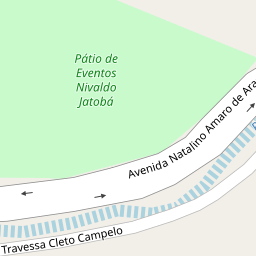 Pátio de
Eventos
Nivaldo
Jatobá
Avenida Natalino Amaro de Ara
Travessa Cleto Campelo